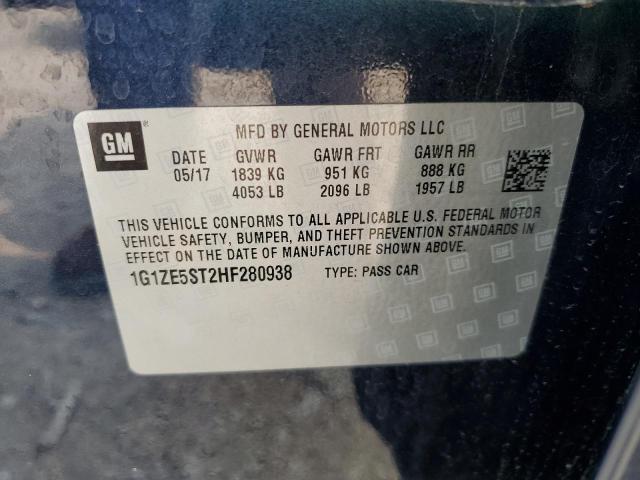 GM ® MFD BY GENERAL MOTORS LLC
DATE GVWR GAWR FRT GAWR RR
05/17 1839 KG 951 KG 888 KG
4053 LB 2096 LB 1957 LB
THIS VEHICLE CONFORMS TO ALL APPLICABLE U.S. FEDERAL MOTOR
VEHICLE SAFETY, BUMPER, AND THEFT PREVENTION STANDARDS IN
EFFECT ON THE DATE OF MANUFACTURE SHOWN ABOVE.
1G1ZE5ST2HF280938 TYPE: PASS CAR